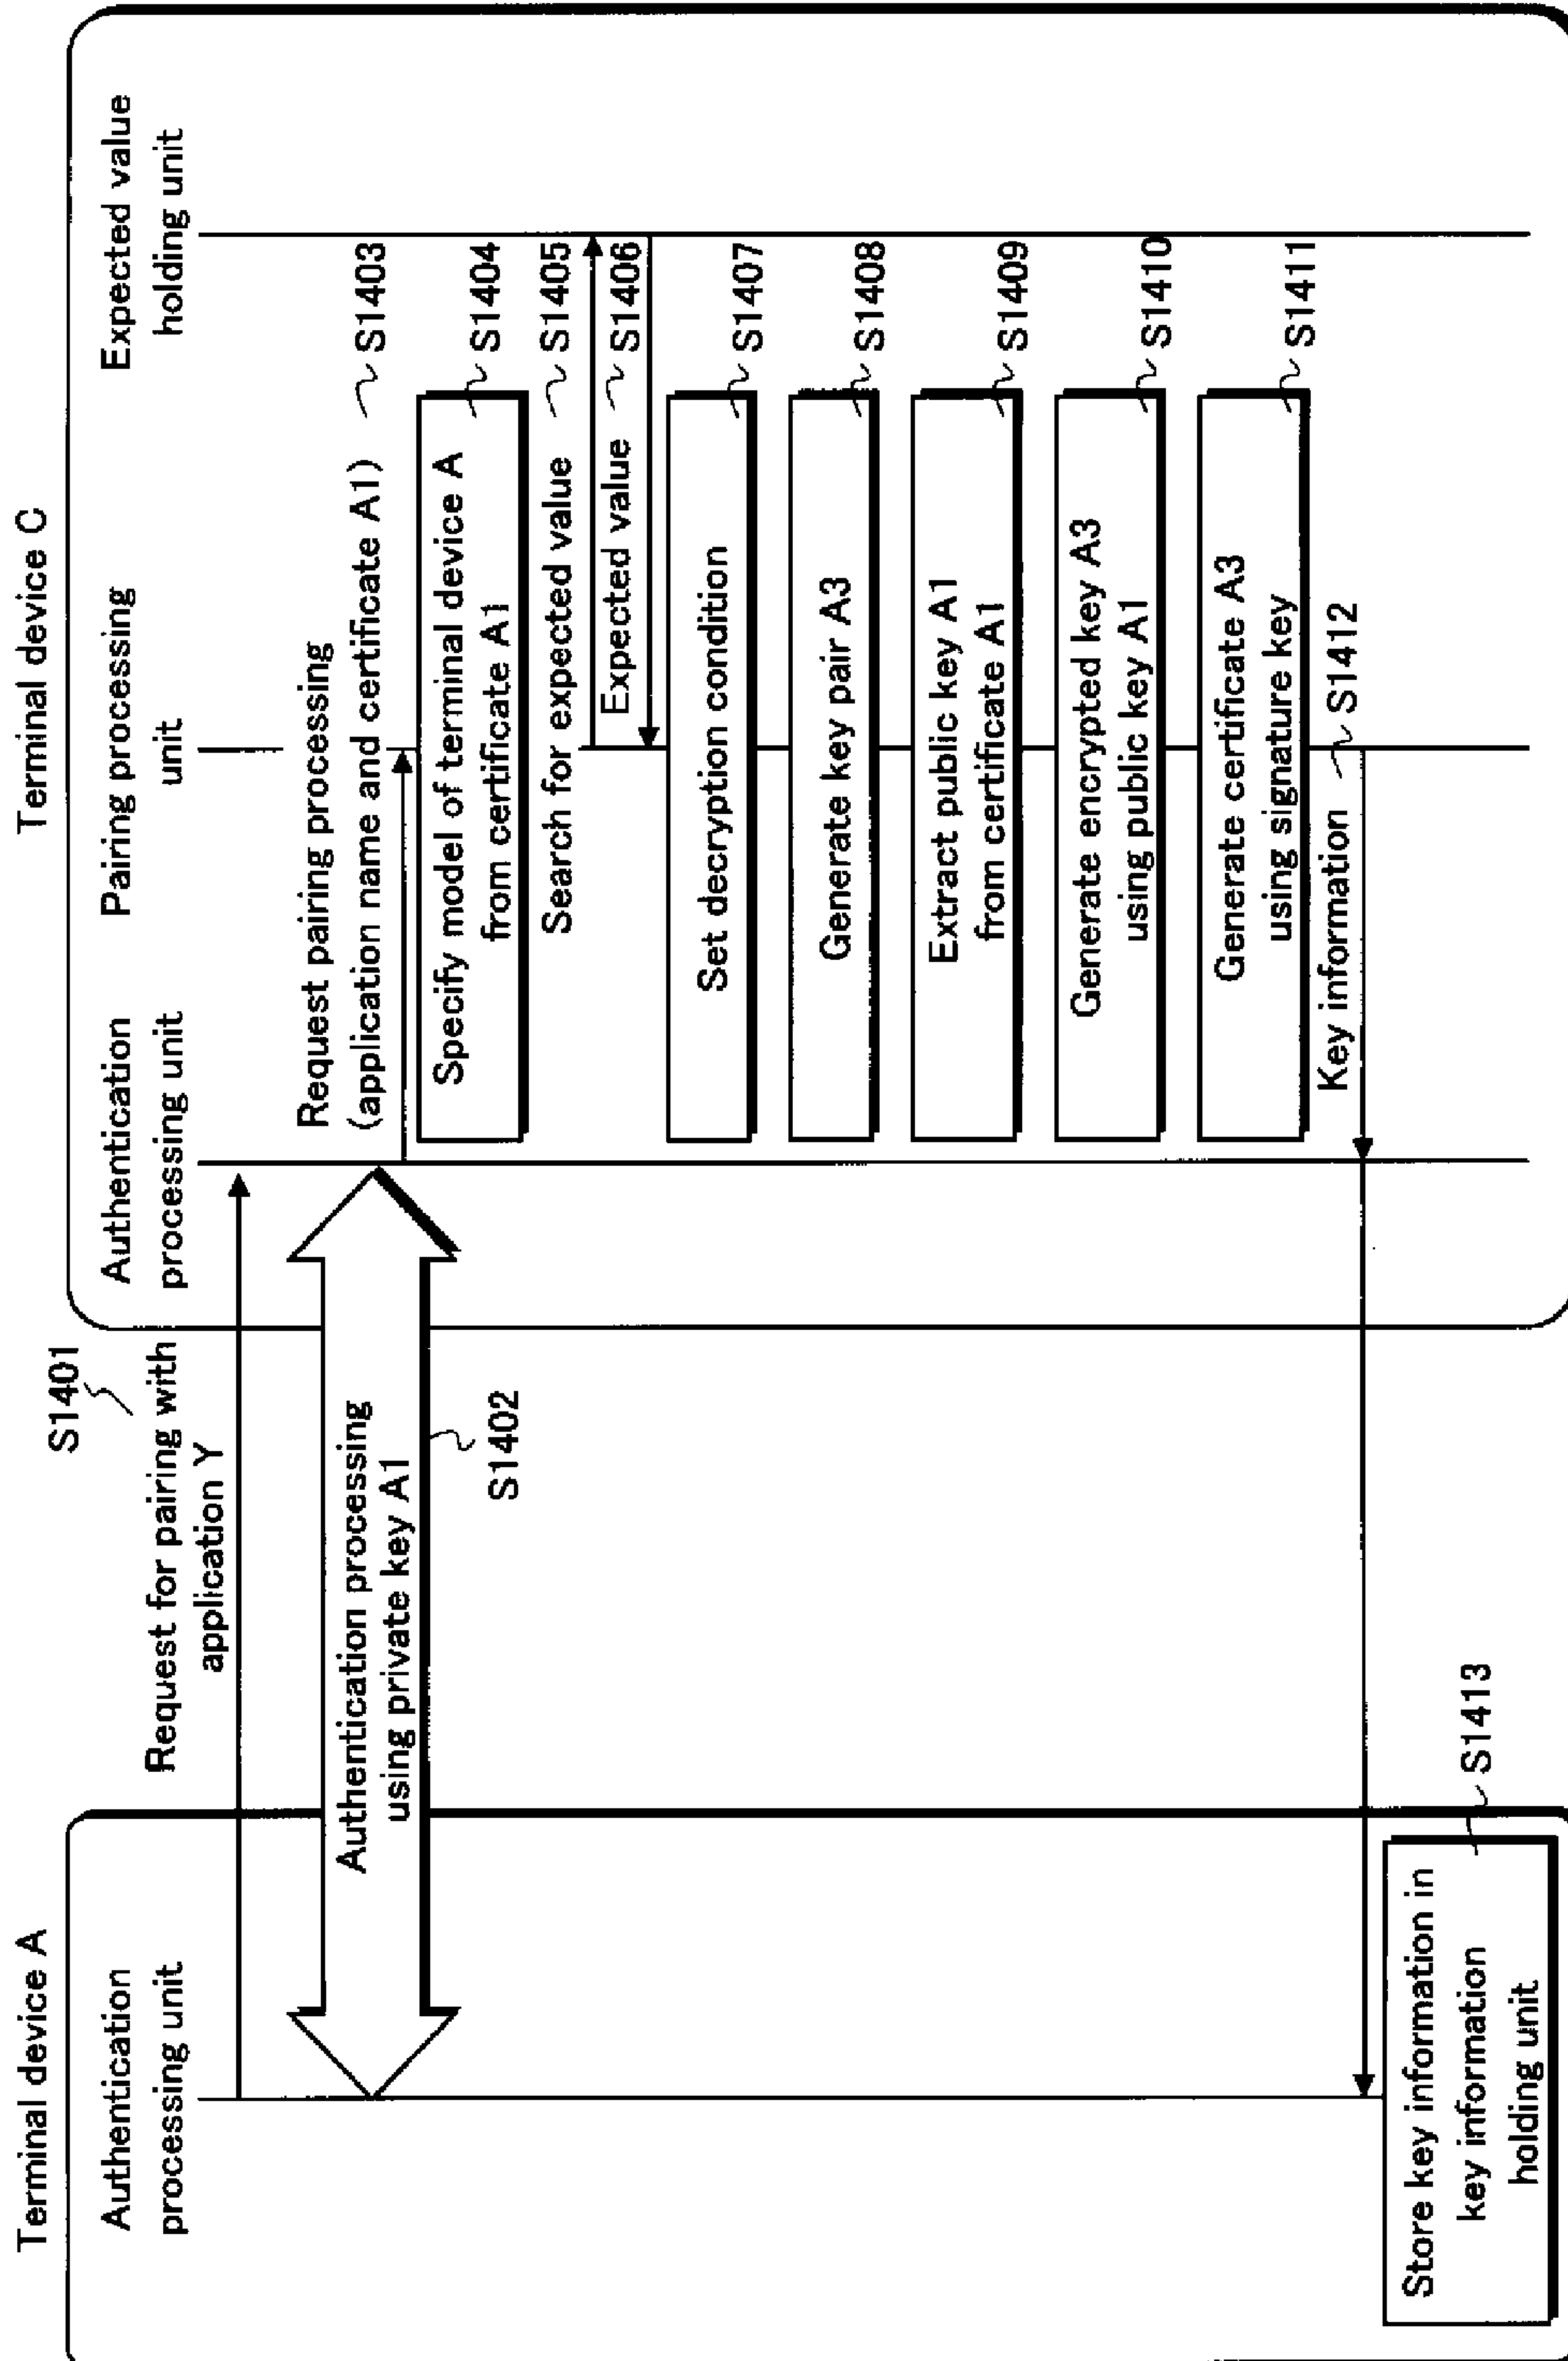 Terminal device A
Terminal device C
Authentication
processing unit
Authentication
processing unit
Pairing processing
unit
Expected value
holding unit
S1401
Request for pairing with
application Y
Authentication processing
using private key A1
S1402
Request pairing processing
(application name and certificate A1)
S1403
Specify model of terminal device A
from certificate A1
S1404
Search for expected value
S1405
Expected value
S1406
Set decryption condition
S1407
Generate key pair A3
S1408
Extract public key A1
from certificate A1
S1409
Generate encrypted key A3
using public key A1
S1410
Generate certificate A3
using signature key
S1411
Key information
S1412
Store key information in
key information
holding unit
S1413